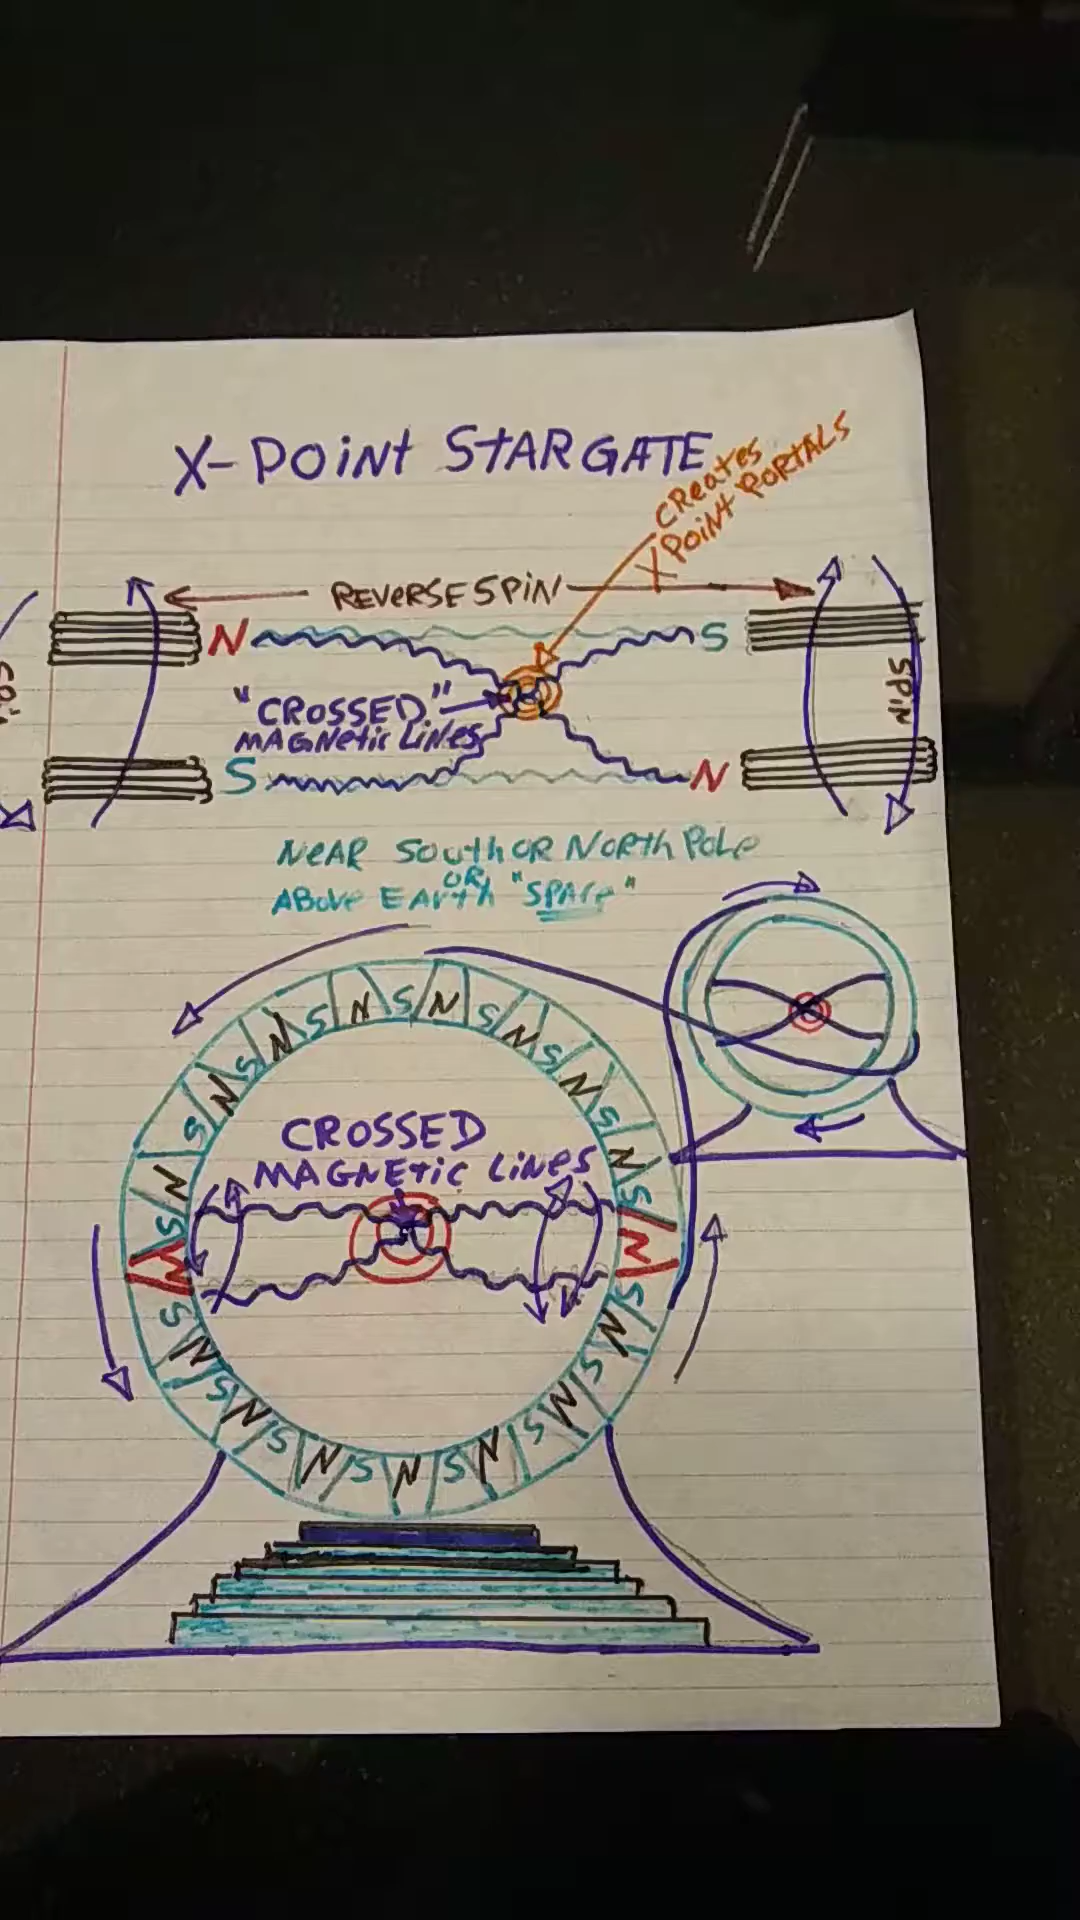 X-POINT STARGATE
CREATES
X POINT PORTALS
REVERSE SPIN
N S
SPIN
SPIN
"CROSSED"
MAGNETIC LINES
S N
NEAR SOUTH OR NORTH POLE
OR
ABOVE EARTH "SPACE"
S N S N S N S N S N S N S N S
CROSSED
MAGNETIC LINES
N N
S N S N S N S N S N S N S N S